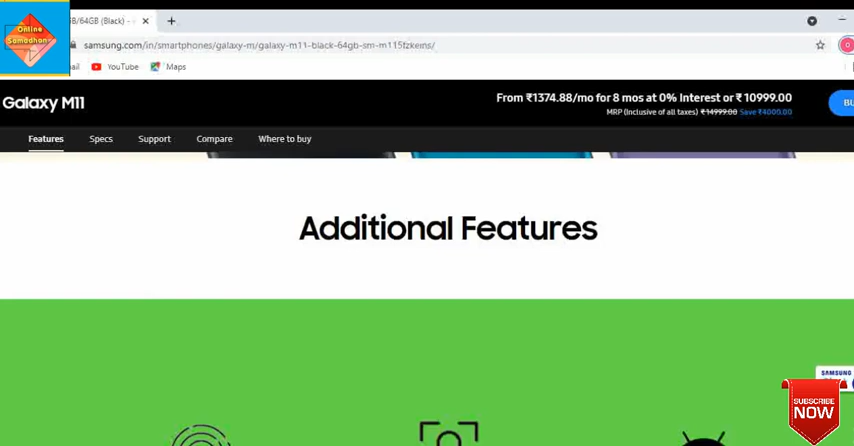 Online
Samadhan
B/64GB (Black) -
samsung.com/in/smartphones/galaxy-m/galaxy-m11-black-64gb-sm-m115fzkeins/
ail YouTube Maps
Galaxy M11
From ₹1374.88/mo for 8 mos at 0% Interest or ₹ 10999.00
BU
MRP (Inclusive of all taxes) ₹14999.00 Save ₹4000.00
Features Specs Support Compare Where to buy
Additional Features
SAMSUNG
SUBSCRIBE
NOW